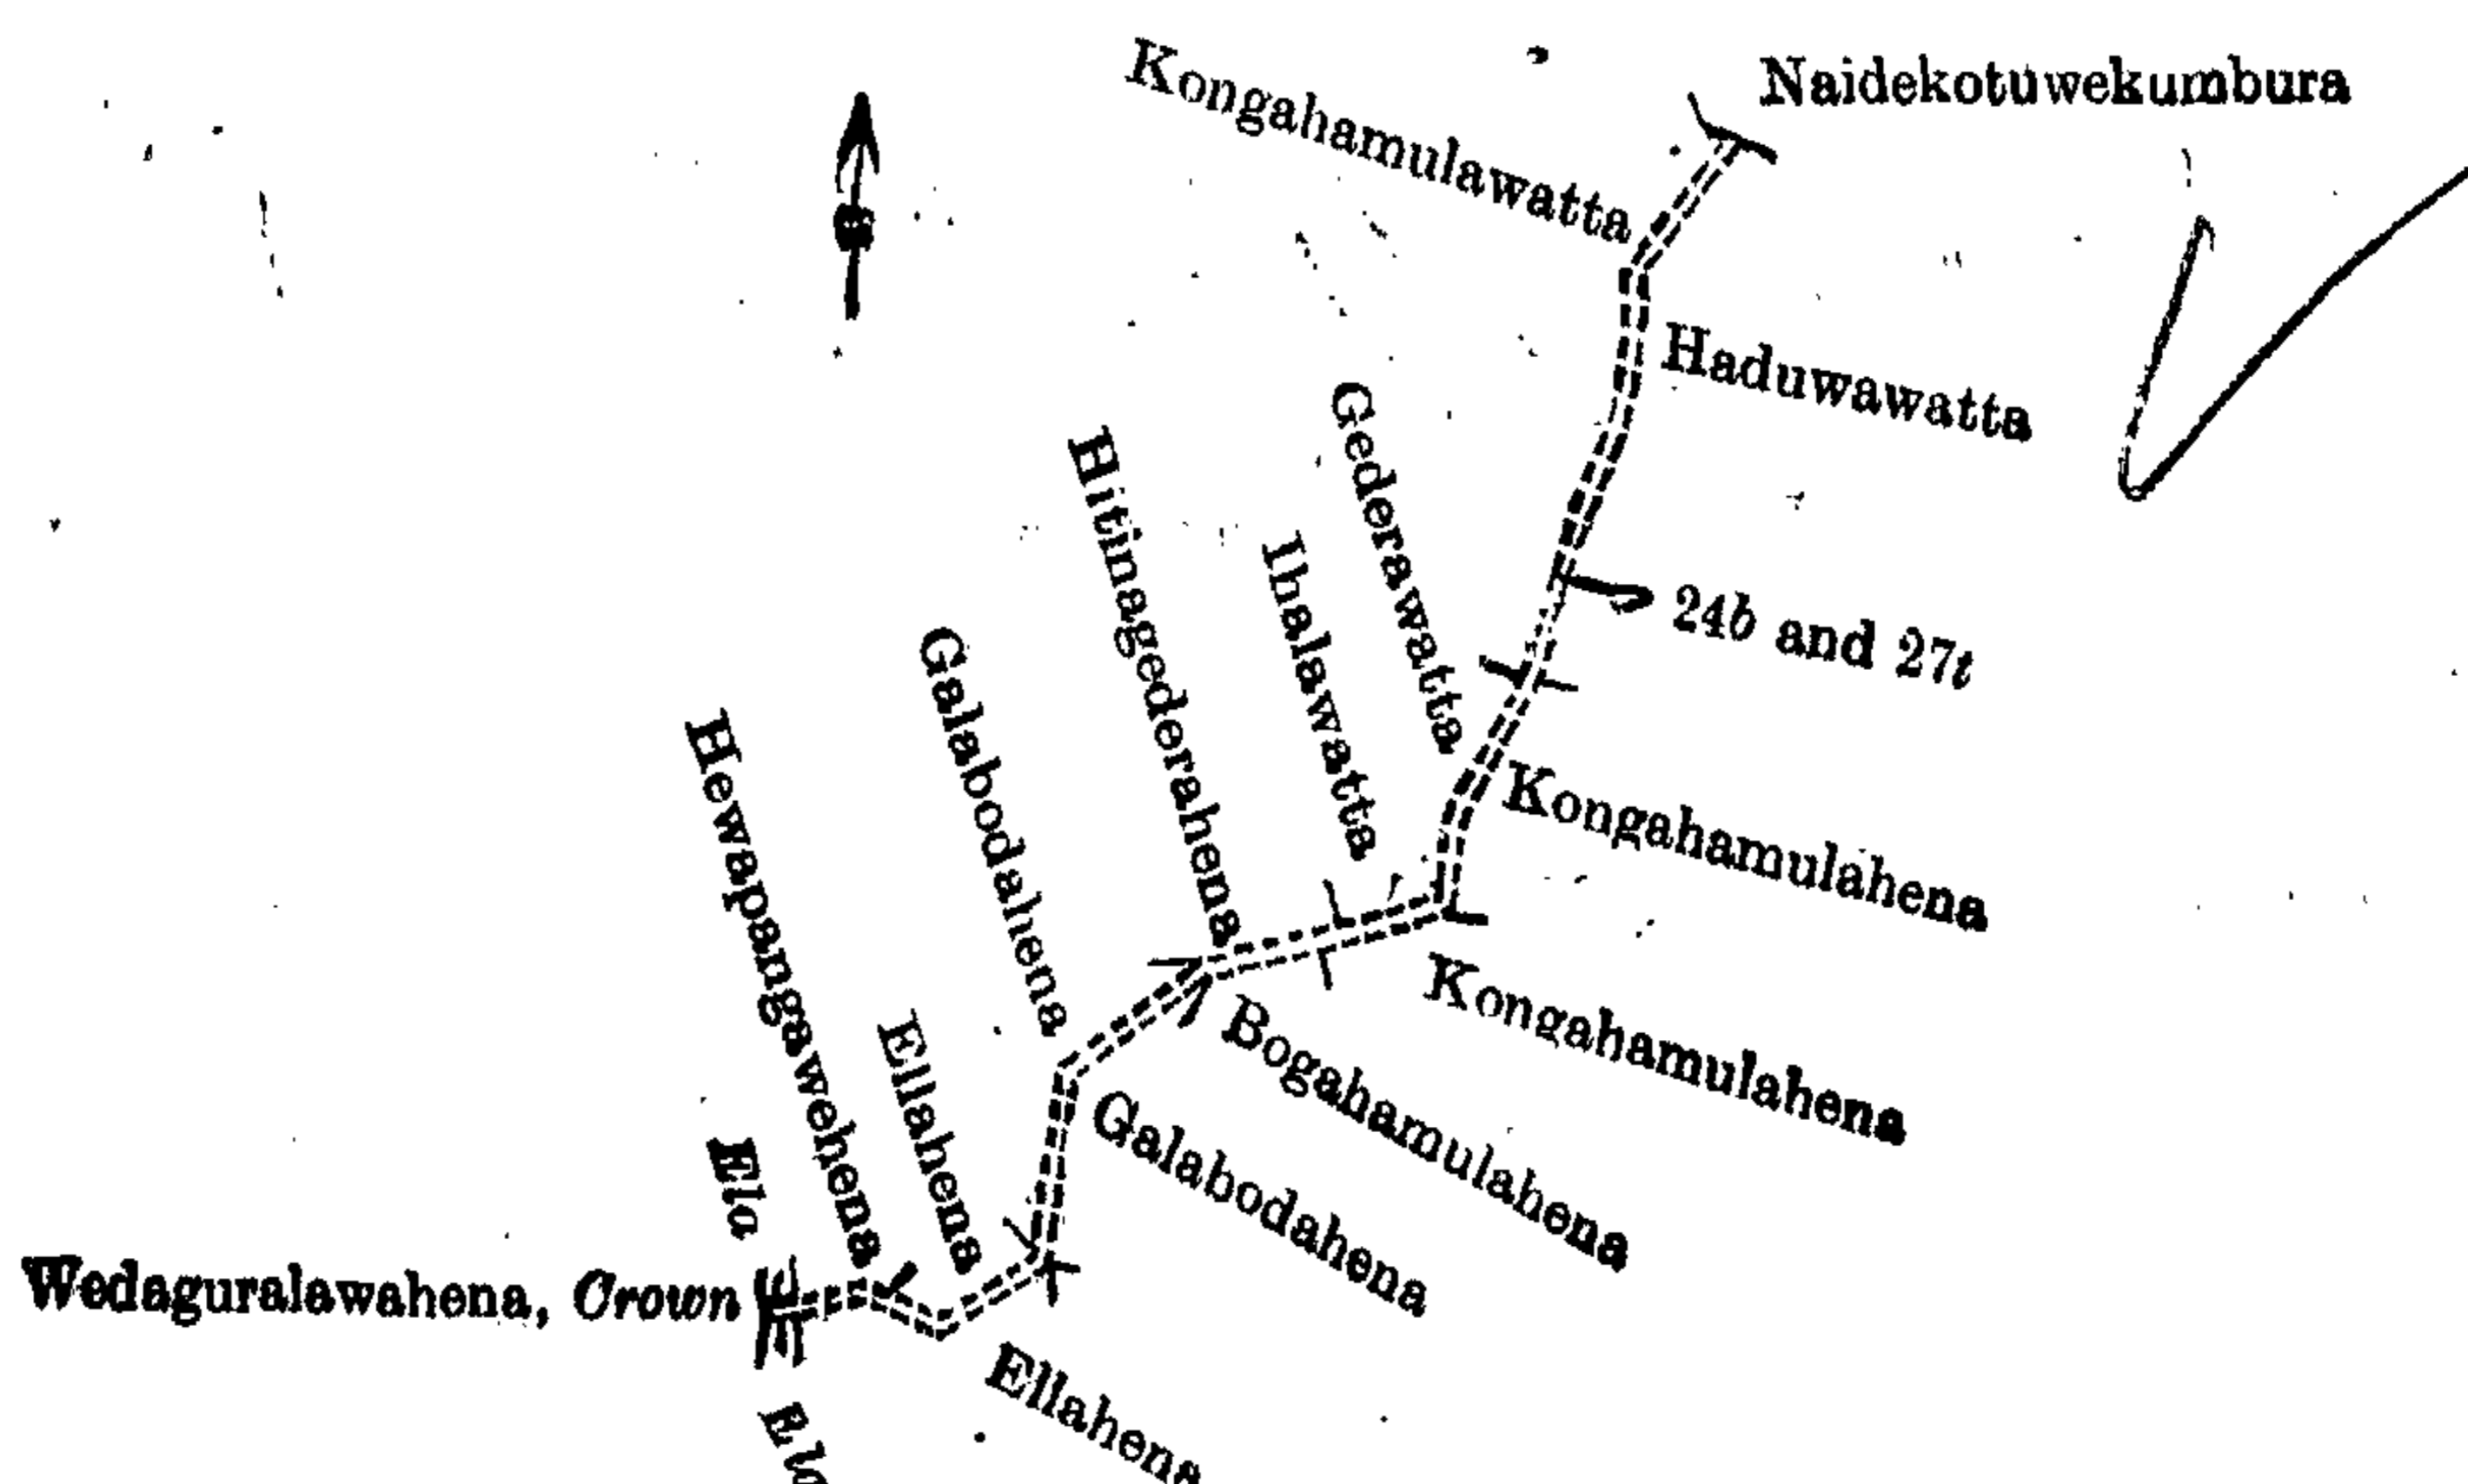 Kongahamulawatta
Naidekotuwekumbura
Haduwawatta
Gederawatta
Hitinagederahena
Ihalawatta
24b and 27t
Galabodahena
Hewapangawehena
Kongahamulahena
Kongahamulahena
Bogahamulahena
Ellahena
Galabodahena
Ela
Wedaguralawahena, Crown
Ellahena
Ela